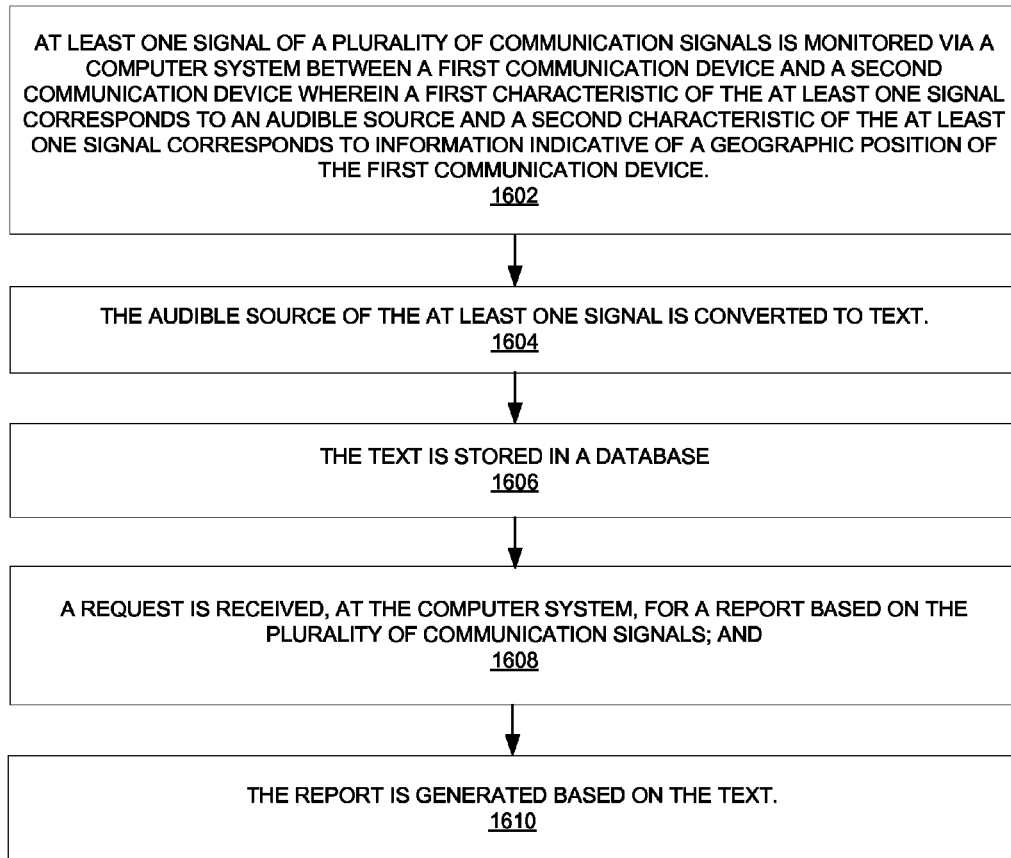 AT LEAST ONE SIGNAL OF A PLURALITY OF COMMUNICATION SIGNALS IS MONITORED VIA A
COMPUTER SYSTEM BETWEEN A FIRST COMMUNICATION DEVICE AND A SECOND
COMMUNICATION DEVICE WHEREIN A FIRST CHARACTERISTIC OF THE AT LEAST ONE SIGNAL
CORRESPONDS TO AN AUDIBLE SOURCE AND A SECOND CHARACTERISTIC OF THE AT LEAST
ONE SIGNAL CORRESPONDS TO INFORMATION INDICATIVE OF A GEOGRAPHIC POSITION OF
THE FIRST COMMUNICATION DEVICE.
1602
THE AUDIBLE SOURCE OF THE AT LEAST ONE SIGNAL IS CONVERTED TO TEXT.
1604
THE TEXT IS STORED IN A DATABASE
1606
A REQUEST IS RECEIVED, AT THE COMPUTER SYSTEM, FOR A REPORT BASED ON THE
PLURALITY OF COMMUNICATION SIGNALS; AND
1608
THE REPORT IS GENERATED BASED ON THE TEXT.
1610